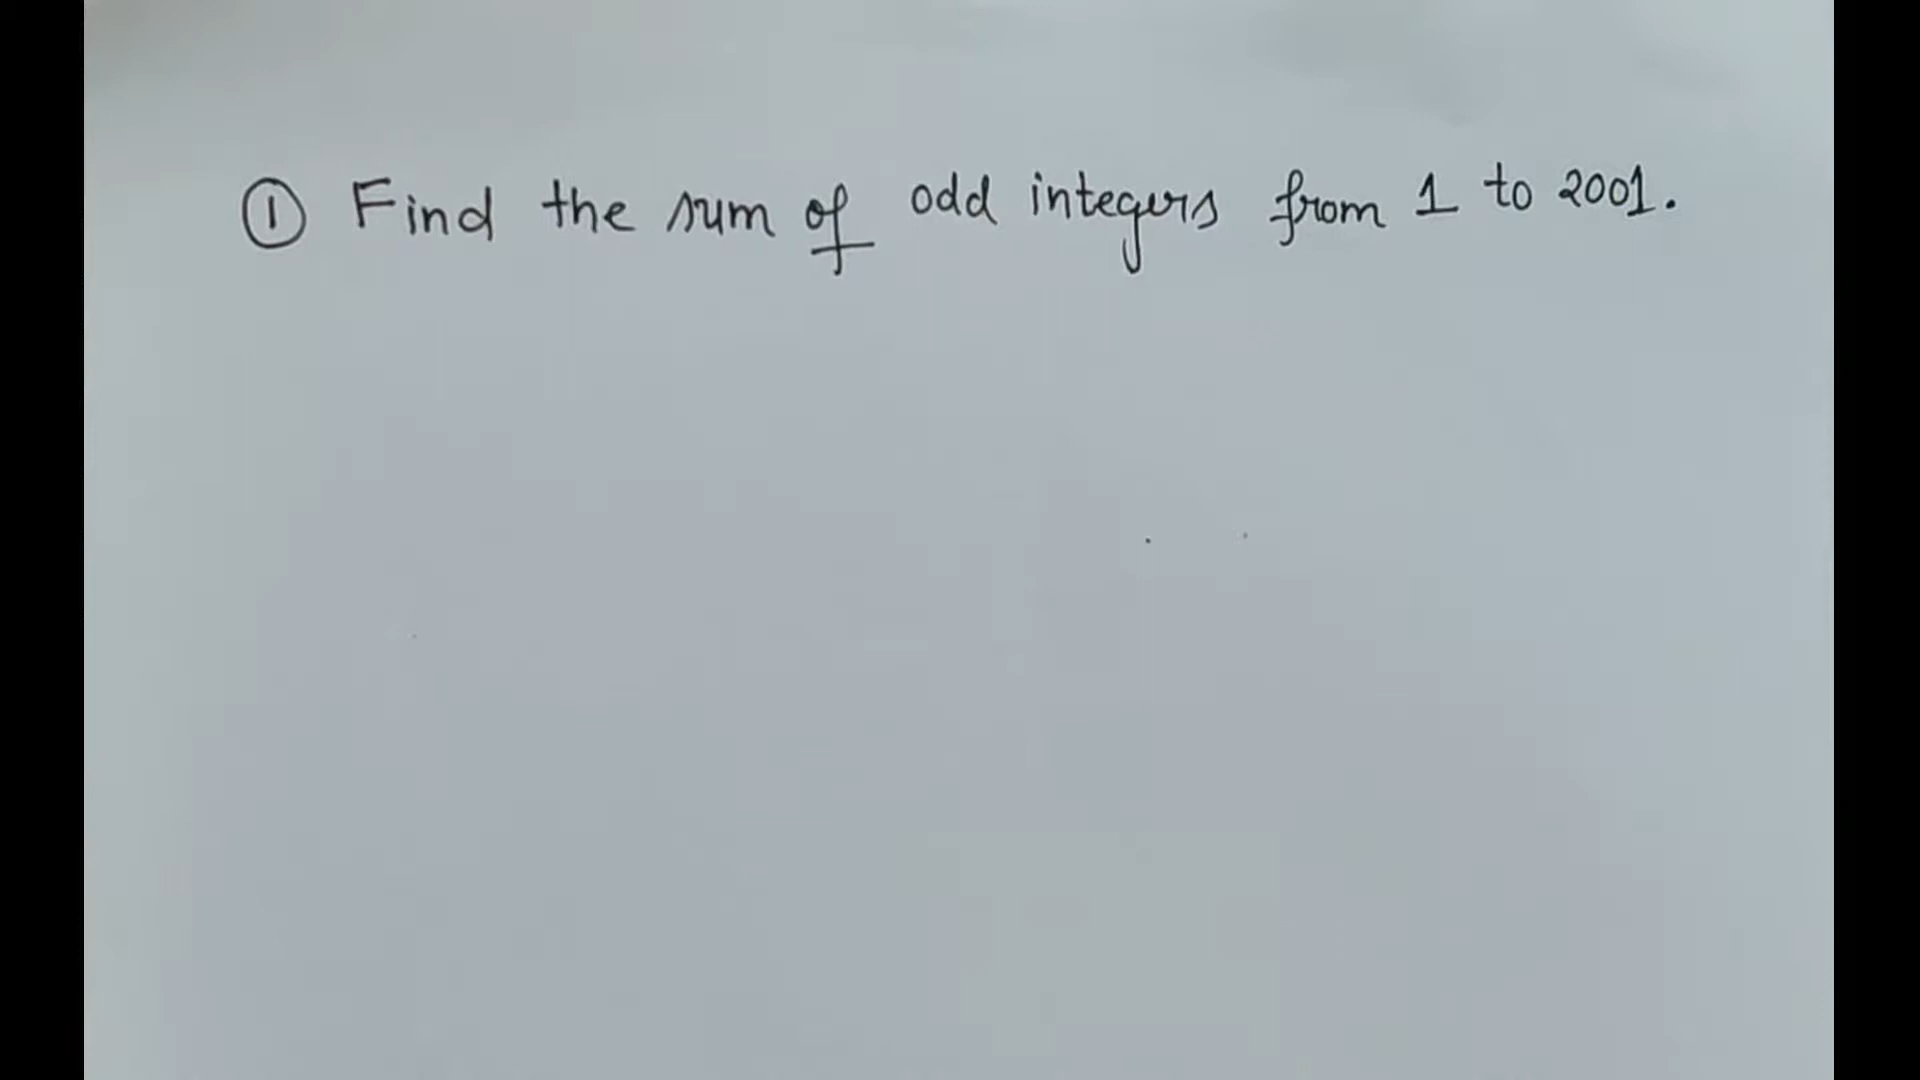 ① Find the sum of odd integers from 1 to 2001.